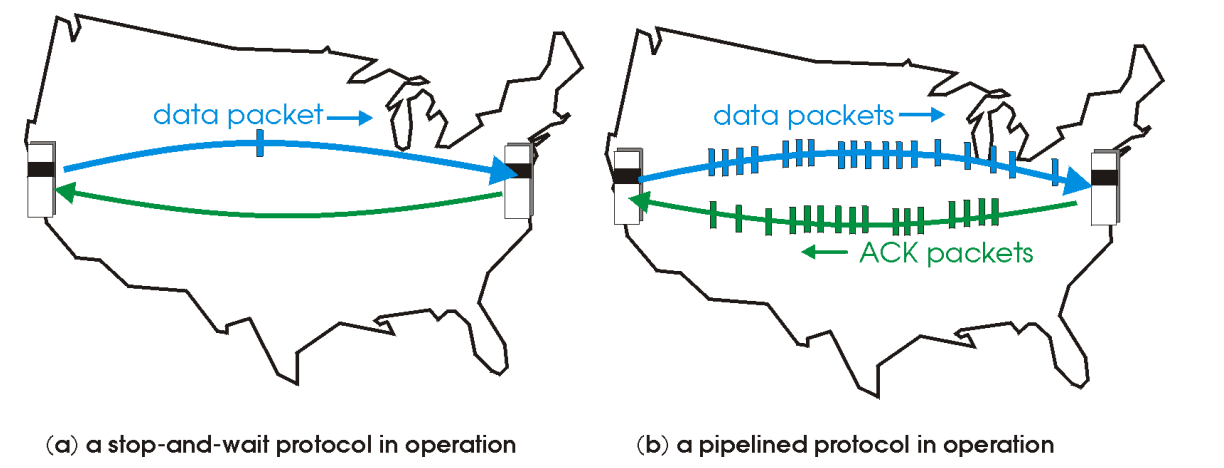 data packet
data packets
ACK packets
(a) a stop-and-wait protocol in operation
(b) a pipelined protocol in operation